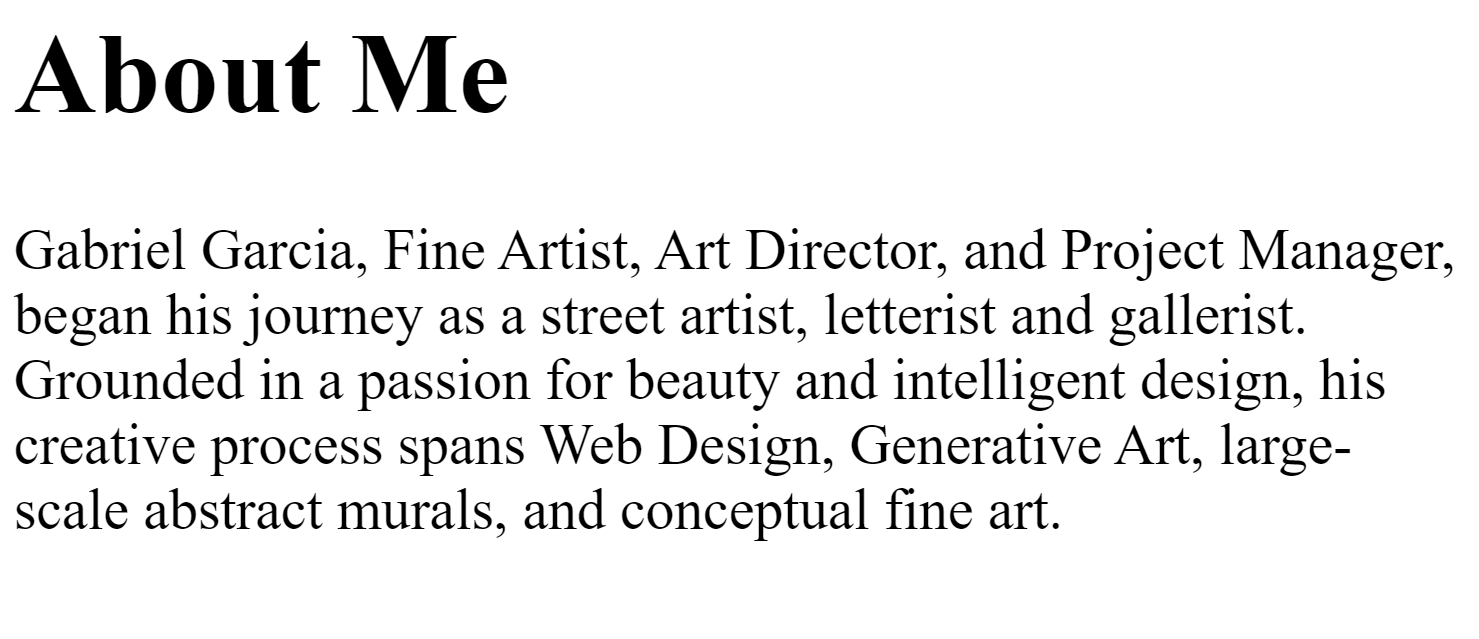 About Me
Gabriel Garcia, Fine Artist, Art Director, and Project Manager,
began his journey as a street artist, letterist and gallerist.
Grounded in a passion for beauty and intelligent design, his
creative process spans Web Design, Generative Art, large-
scale abstract murals, and conceptual fine art.